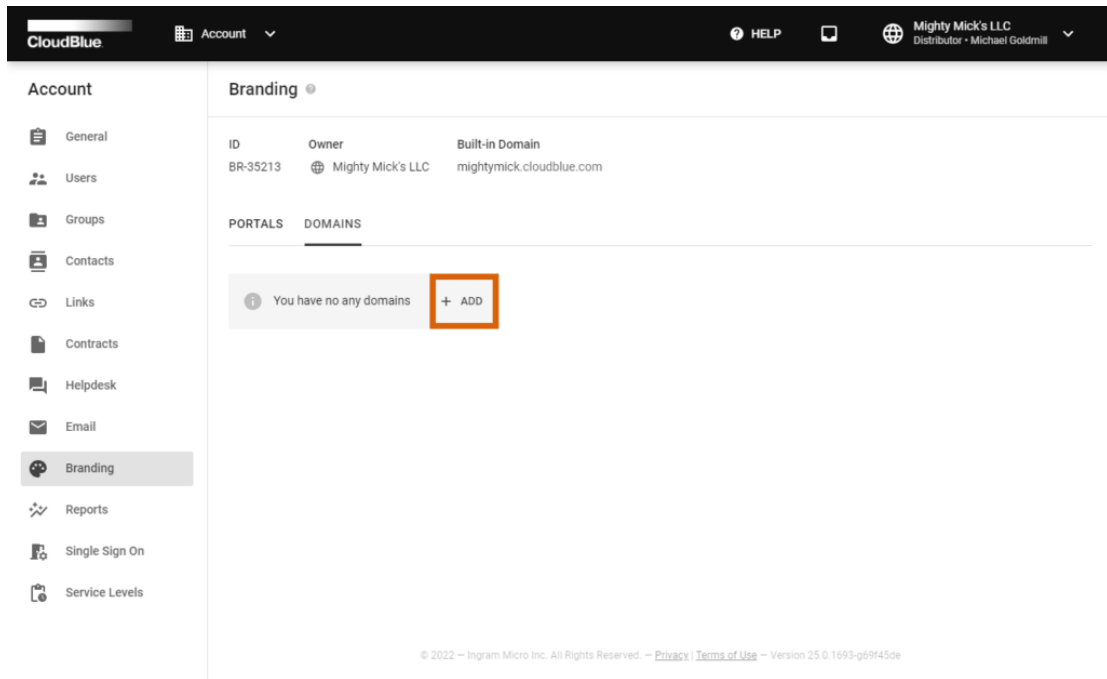 CloudBlue
Account
HELP
Mighty Mick's LLC
Distributor • Michael Goldmill
Account
General
Users
Groups
Contacts
Links
Contracts
Helpdesk
Email
Branding
Reports
Single Sign On
Service Levels
Branding
ID Owner Built-in Domain
BR-35213 Mighty Mick's LLC mightymick.cloudblue.com
PORTALS DOMAINS
You have no any domains + ADD
© 2022 — Ingram Micro Inc. All Rights Reserved. — Privacy | Terms of Use — Version 25.0.1693-g69f45de